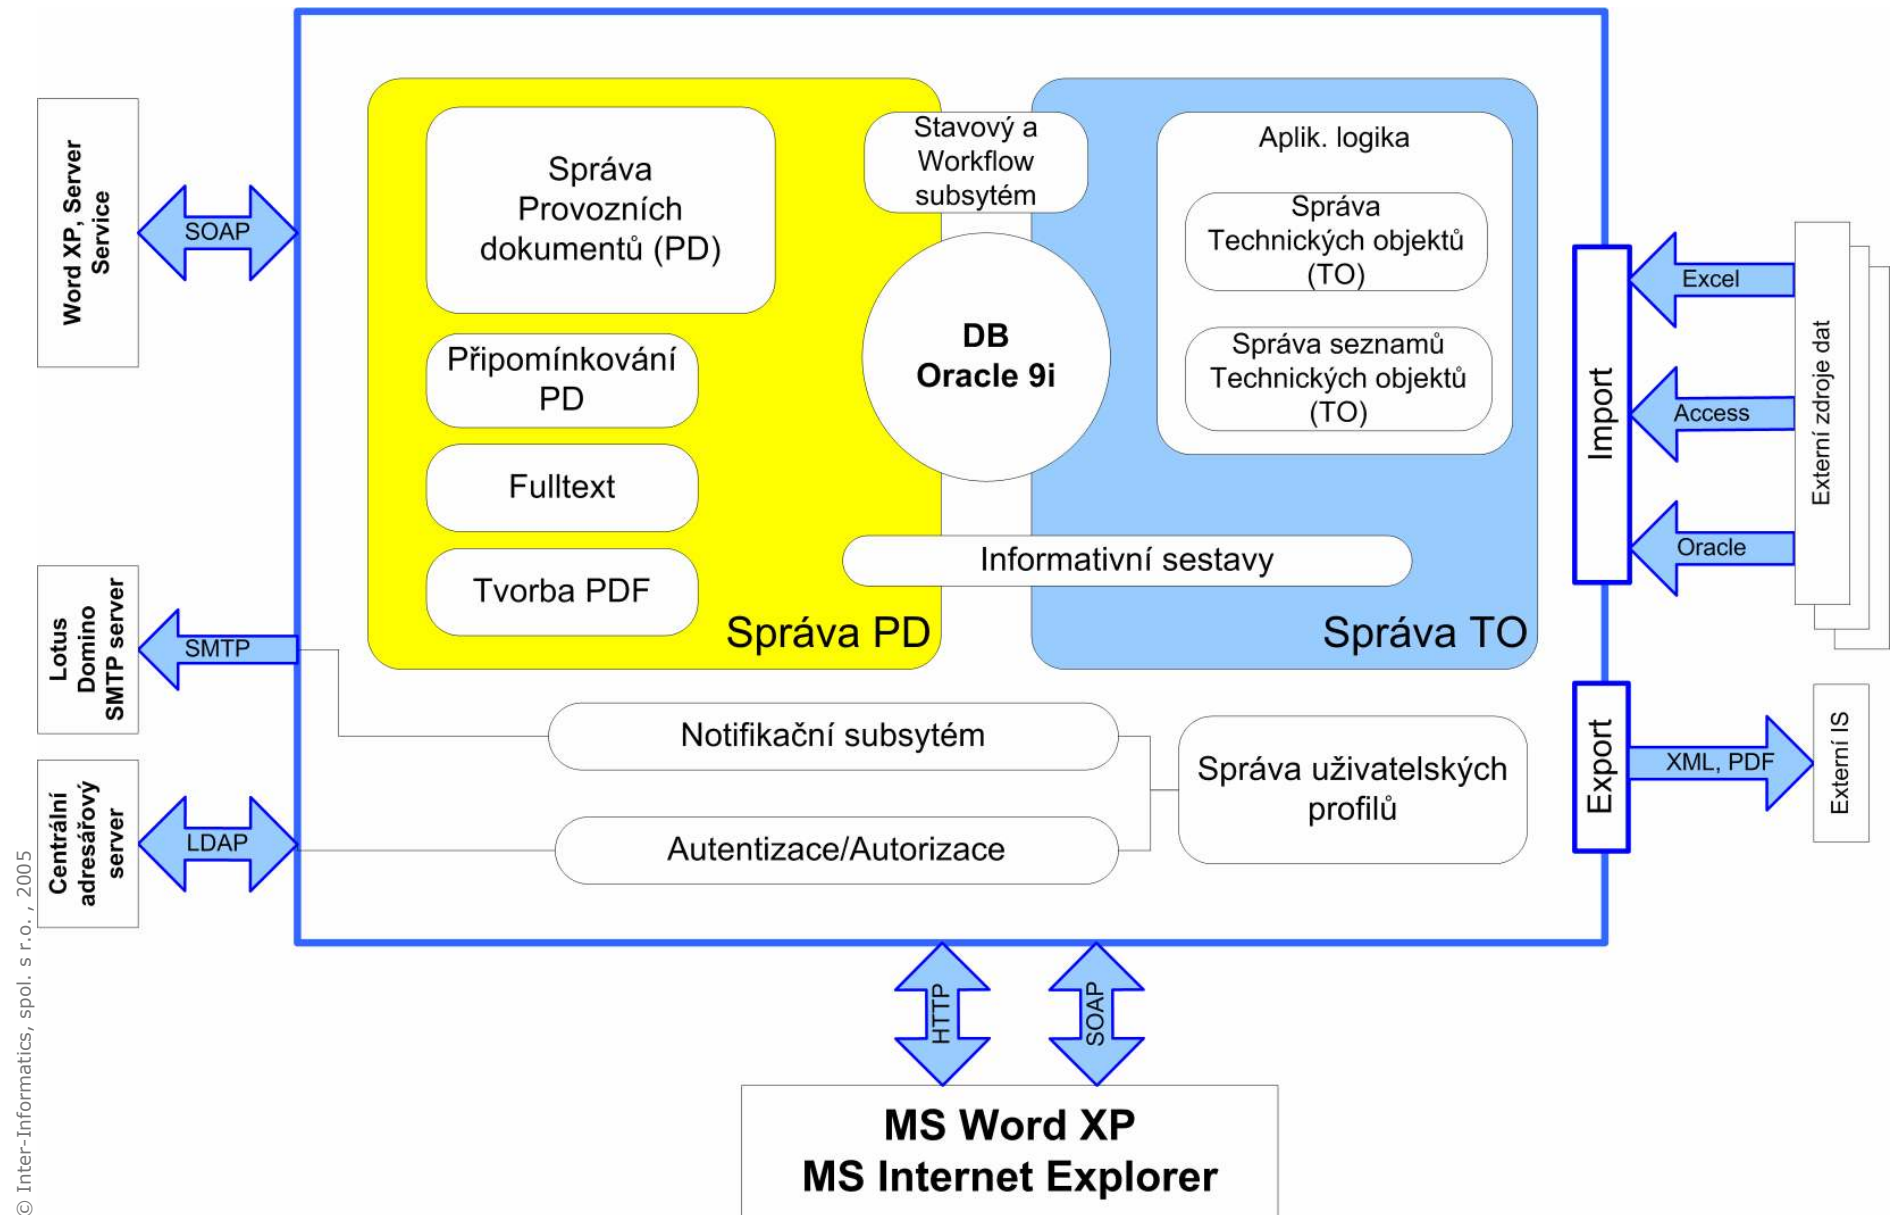 Word XP, Server
Service
SOAP
Správa
Provozních
dokumentů (PD)
Připomínkování
PD
Fulltext
Tvorba PDF
Správa PD
Stavový a
Workflow
subsytém
DB
Oracle 9i
Informativní sestavy
Aplik. logika
Správa
Technických objektů
(TO)
Správa seznamů
Technických objektů
(TO)
Správa TO
Import
Excel
Access
Oracle
Externí zdroje dat
Lotus
Domino
SMTP server
SMTP
Notifikační subsytém
Centrální
adresářový
server
LDAP
Autentizace/Autorizace
Správa uživatelských
profilů
Export
XML, PDF
Externí IS
HTTP
SOAP
MS Word XP
MS Internet Explorer
© Inter-Informatics, spol. s r.o. , 2005